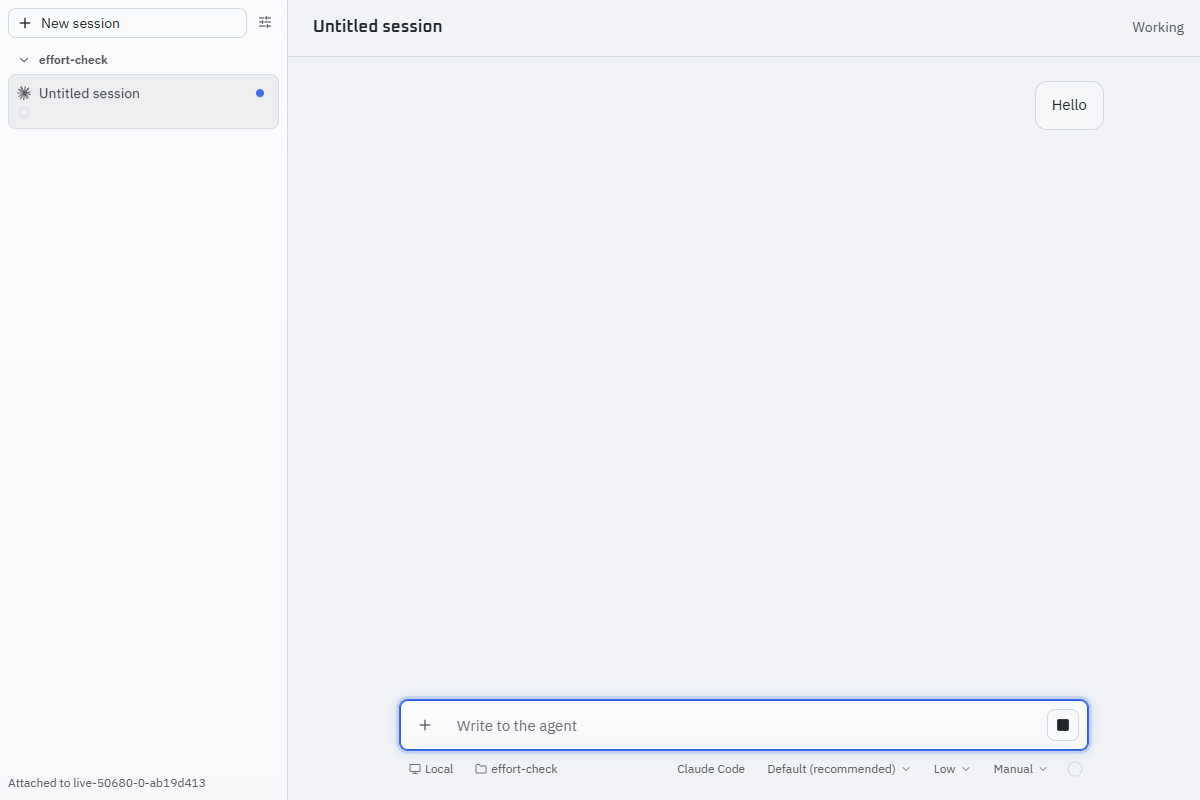 New session
effort-check
Untitled session
Attached to live-50680-0-ab19d413
Untitled session
Working
Hello
Write to the agent
Local
effort-check
Claude Code
Default (recommended)
Low
Manual